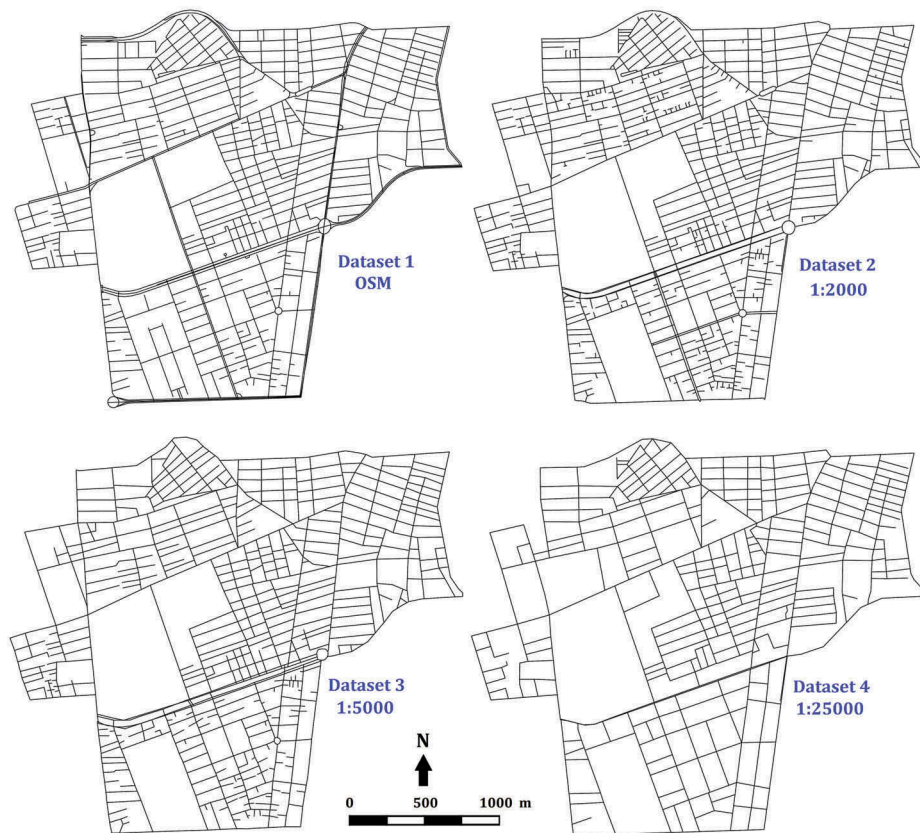 Dataset 1
OSM
Dataset 2
1:2000
Dataset 3
1:5000
Dataset 4
1:25000
N
0 500 1000 m